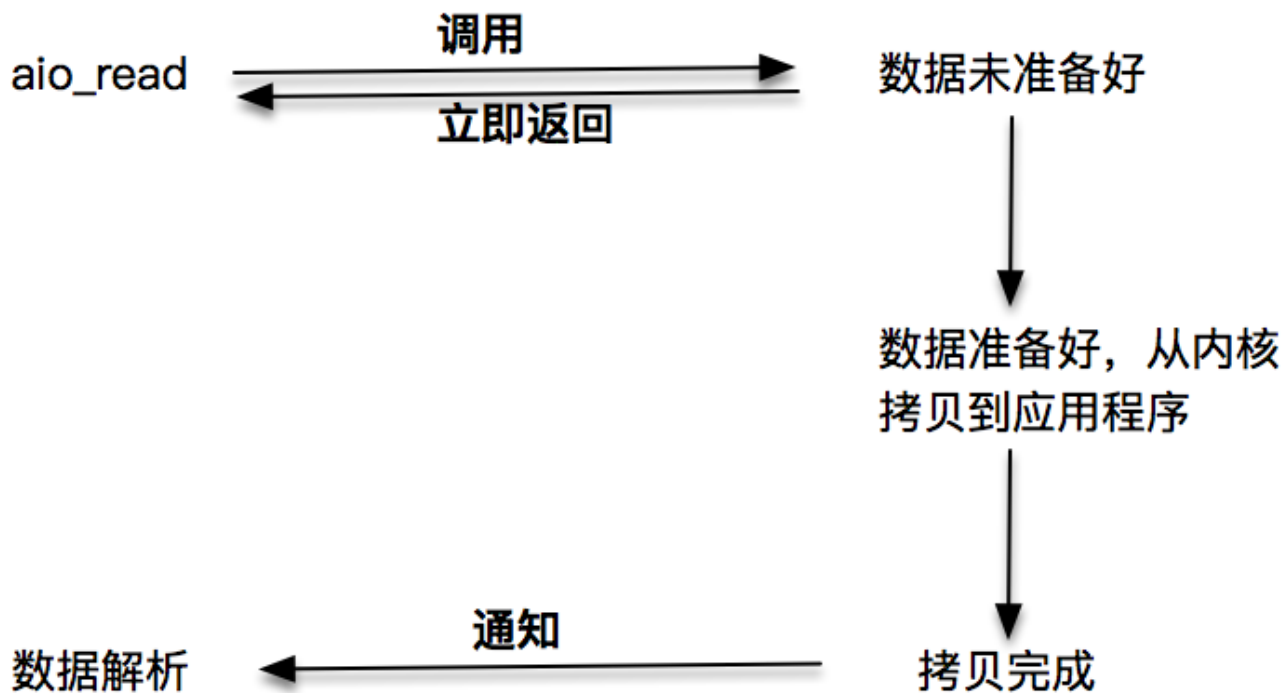 调用
aio_read
数据未准备好
立即返回
数据准备好，从内核
拷贝到应用程序
通知
数据解析
拷贝完成